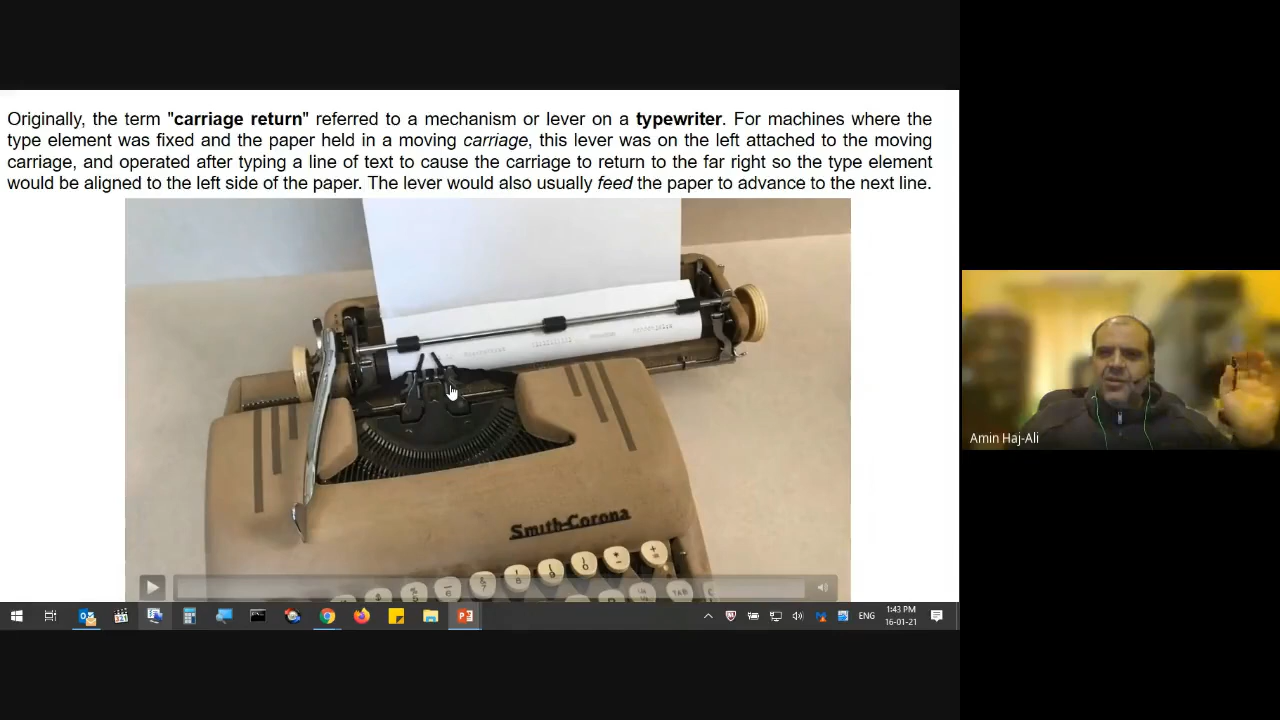 Originally, the term "carriage return" referred to a mechanism or lever on a typewriter. For machines where the
type element was fixed and the paper held in a moving carriage, this lever was on the left attached to the moving
carriage, and operated after typing a line of text to cause the carriage to return to the far right so the type element
would be aligned to the left side of the paper. The lever would also usually feed the paper to advance to the next line.
Smith-Corona
Amin Haj-Ali
ENG
1:43 PM
16-01-21